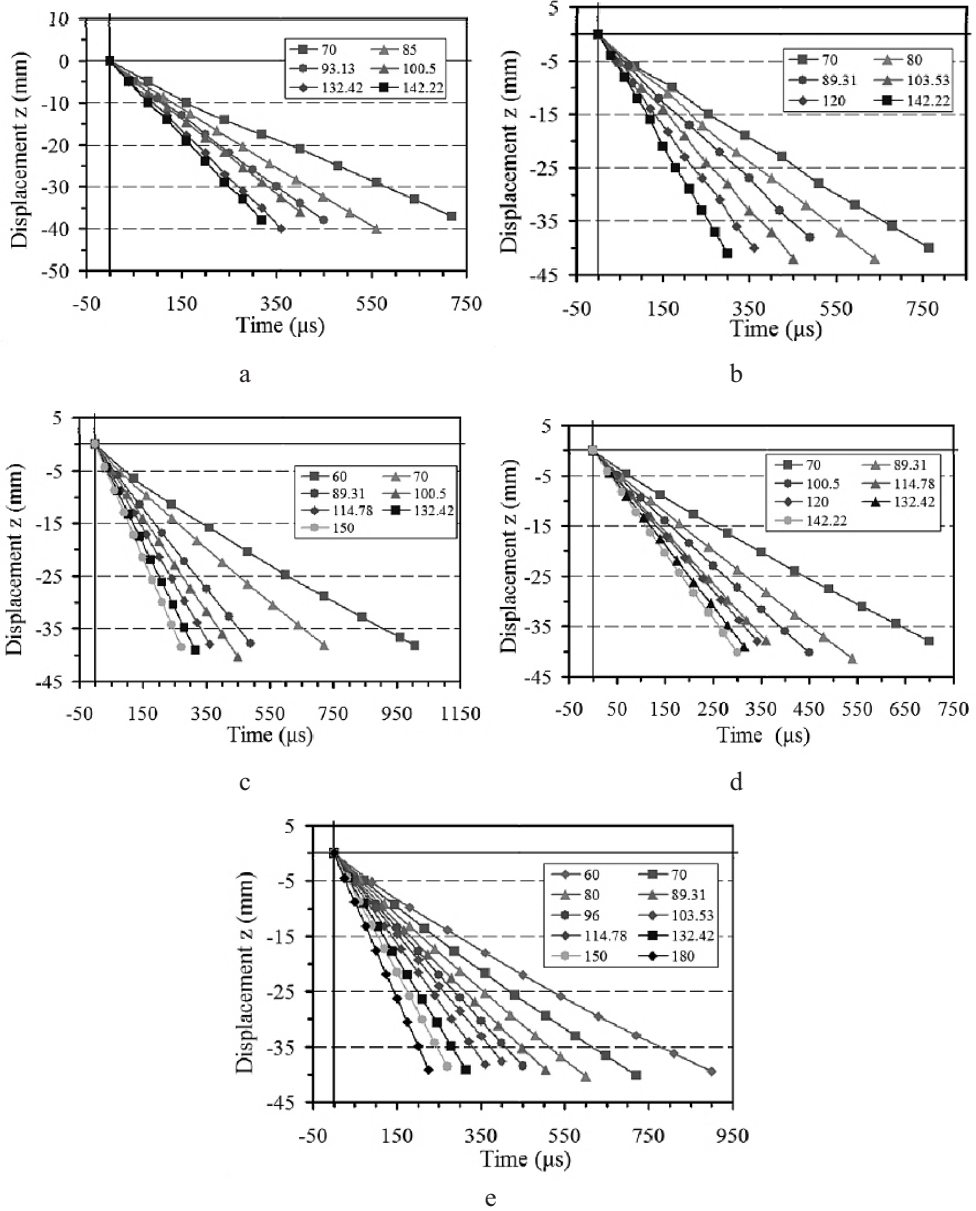 10
0
-10
-20
-30
-40
-50
Displacement z (mm)
70 85
93.13 100.5
132.42 142.22
-50 150 350 550 750
Time (µs)
a
5
-5
-15
-25
-35
-45
Displacement z (mm)
70 80
89.31 103.53
120 142.22
-50 150 350 550 750
Time (µs)
b
5
-5
-15
-25
-35
-45
Displacement z (mm)
60 70
89.31 100.5
114.78 132.42
150
-50 150 350 550 750 950 1150
Time (µs)
c
5
-5
-15
-25
-35
-45
Displacement z (mm)
70 89.31
100.5 114.78
120 132.42
142.22
-50 50 150 250 350 450 550 650 750
Time (µs)
d
5
-5
-15
-25
-35
-45
Displacement z (mm)
60 70
80 89.31
96 103.53
114.78 132.42
150 180
-50 150 350 550 750 950
Time (µs)
e